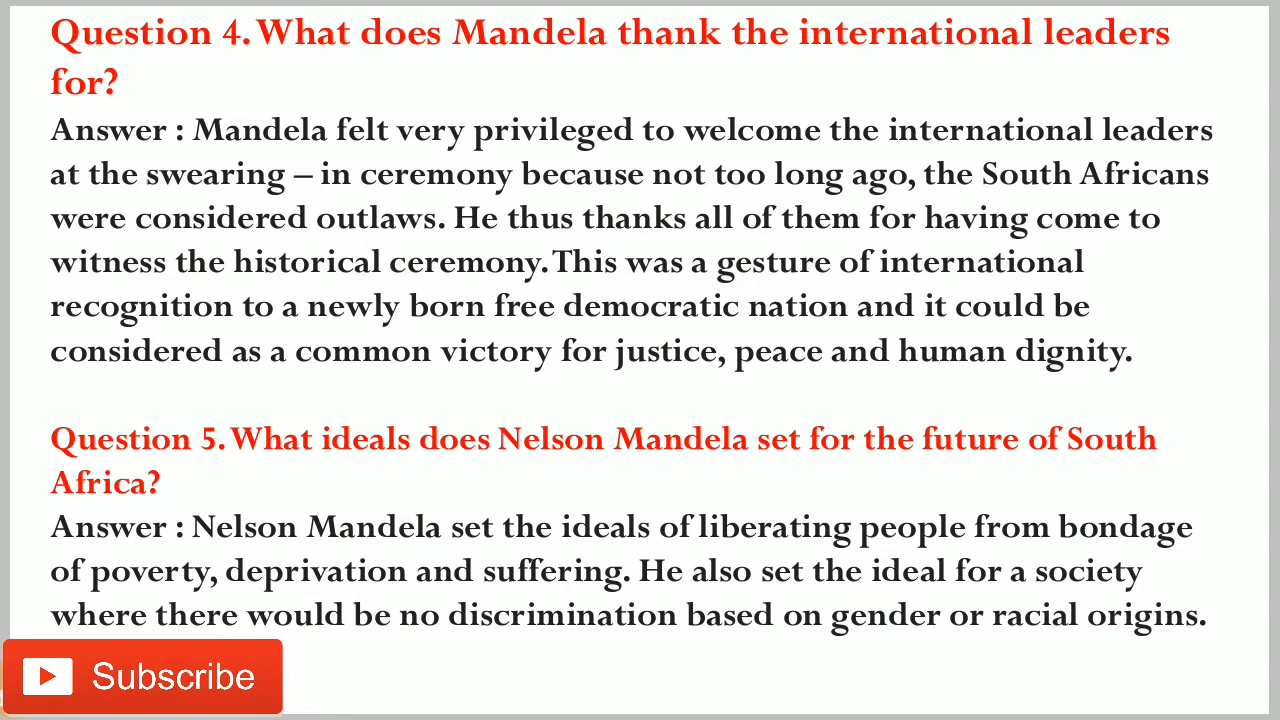 Question 4. What does Mandela thank the international leaders
for?
Answer : Mandela felt very privileged to welcome the international leaders
at the swearing – in ceremony because not too long ago, the South Africans
were considered outlaws. He thus thanks all of them for having come to
witness the historical ceremony. This was a gesture of international
recognition to a newly born free democratic nation and it could be
considered as a common victory for justice, peace and human dignity.
Question 5. What ideals does Nelson Mandela set for the future of South
Africa?
Answer : Nelson Mandela set the ideals of liberating people from bondage
of poverty, deprivation and suffering. He also set the ideal for a society
where there would be no discrimination based on gender or racial origins.
Subscribe